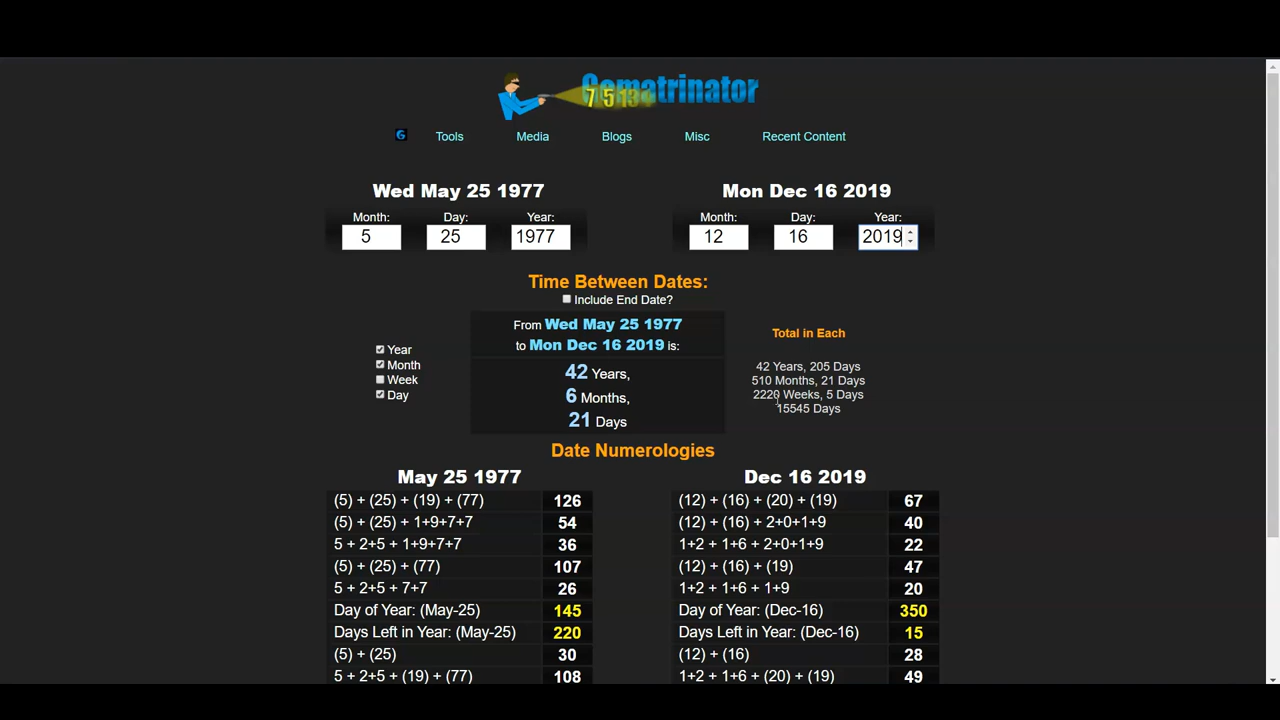 Gematrinator
7 5 13
G
Tools Media Blogs Misc Recent Content
Wed May 25 1977
Month: Day: Year:
5 25 1977
Mon Dec 16 2019
Month: Day: Year:
12 16 2019
Time Between Dates:
Include End Date?
Year
Month
Week
Day
From Wed May 25 1977
to Mon Dec 16 2019 is:
42 Years,
6 Months,
21 Days
Total in Each
42 Years, 205 Days
510 Months, 21 Days
2220 Weeks, 5 Days
15545 Days
Date Numerologies
May 25 1977
(5) + (25) + (19) + (77) 126
(5) + (25) + 1+9+7+7 54
5 + 2+5 + 1+9+7+7 36
(5) + (25) + (77) 107
5 + 2+5 + 7+7 26
Day of Year: (May-25) 145
Days Left in Year: (May-25) 220
(5) + (25) 30
5 + 2+5 + (19) + (77) 108
Dec 16 2019
(12) + (16) + (20) + (19) 67
(12) + (16) + 2+0+1+9 40
1+2 + 1+6 + 2+0+1+9 22
(12) + (16) + (19) 47
1+2 + 1+6 + 1+9 20
Day of Year: (Dec-16) 350
Days Left in Year: (Dec-16) 15
(12) + (16) 28
1+2 + 1+6 + (20) + (19) 49